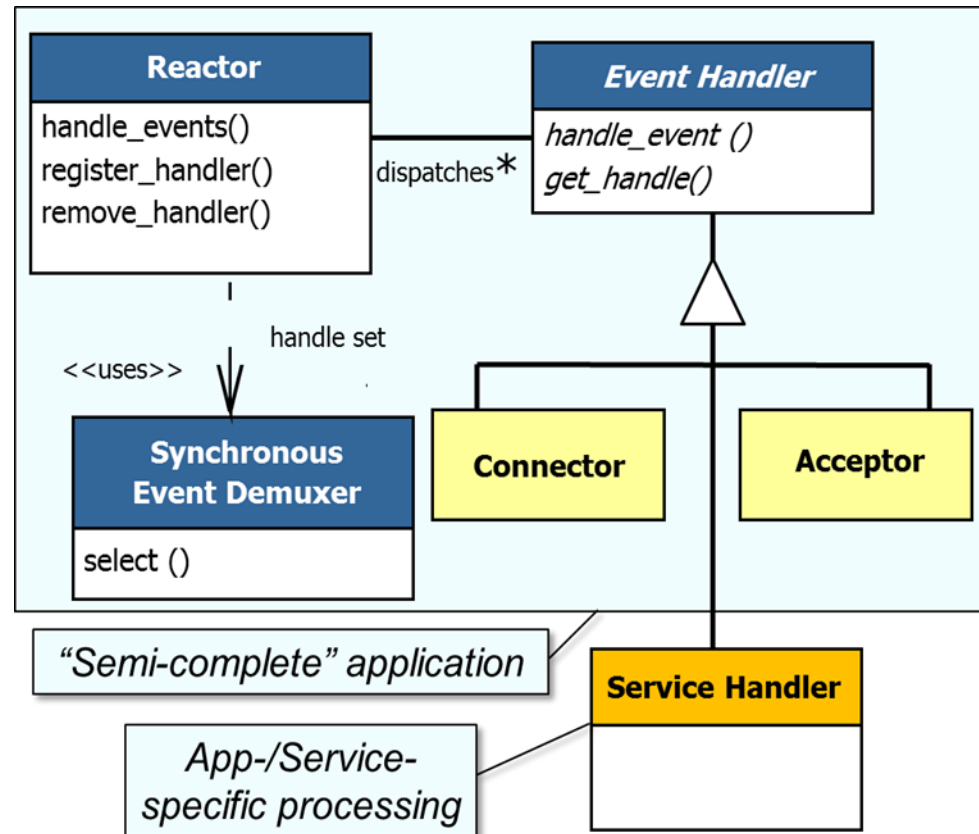 Reactor
handle_events()
register_handler()
remove_handler()
dispatches*
Event Handler
handle_event ()
get_handle()
handle set
<<uses>>
Synchronous
Event Demuxer
select ()
Connector
Acceptor
“Semi-complete” application
Service Handler
App-/Service-
specific processing